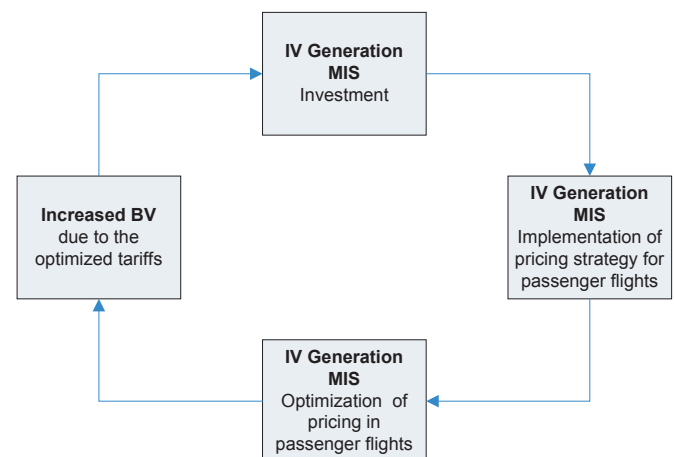 IV Generation
MIS
Investment
IV Generation
MIS
Implementation of
pricing strategy for
passenger flights
IV Generation
MIS
Optimization of
pricing in
passenger flights
Increased BV
due to the
optimized tariffs